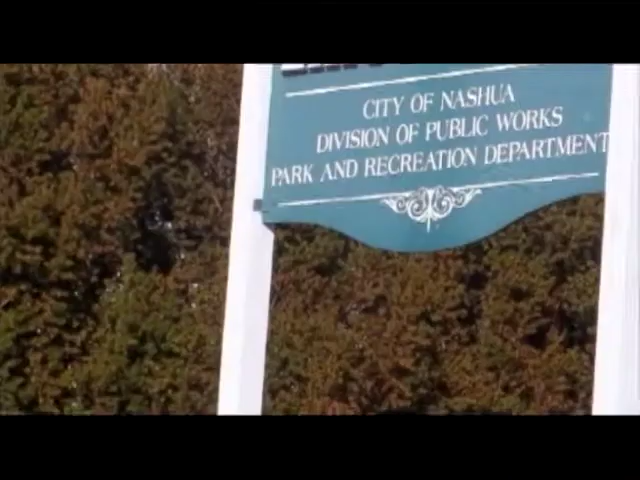 CITY OF NASHUA
DIVISION OF PUBLIC WORKS
PARK AND RECREATION DEPARTMENT